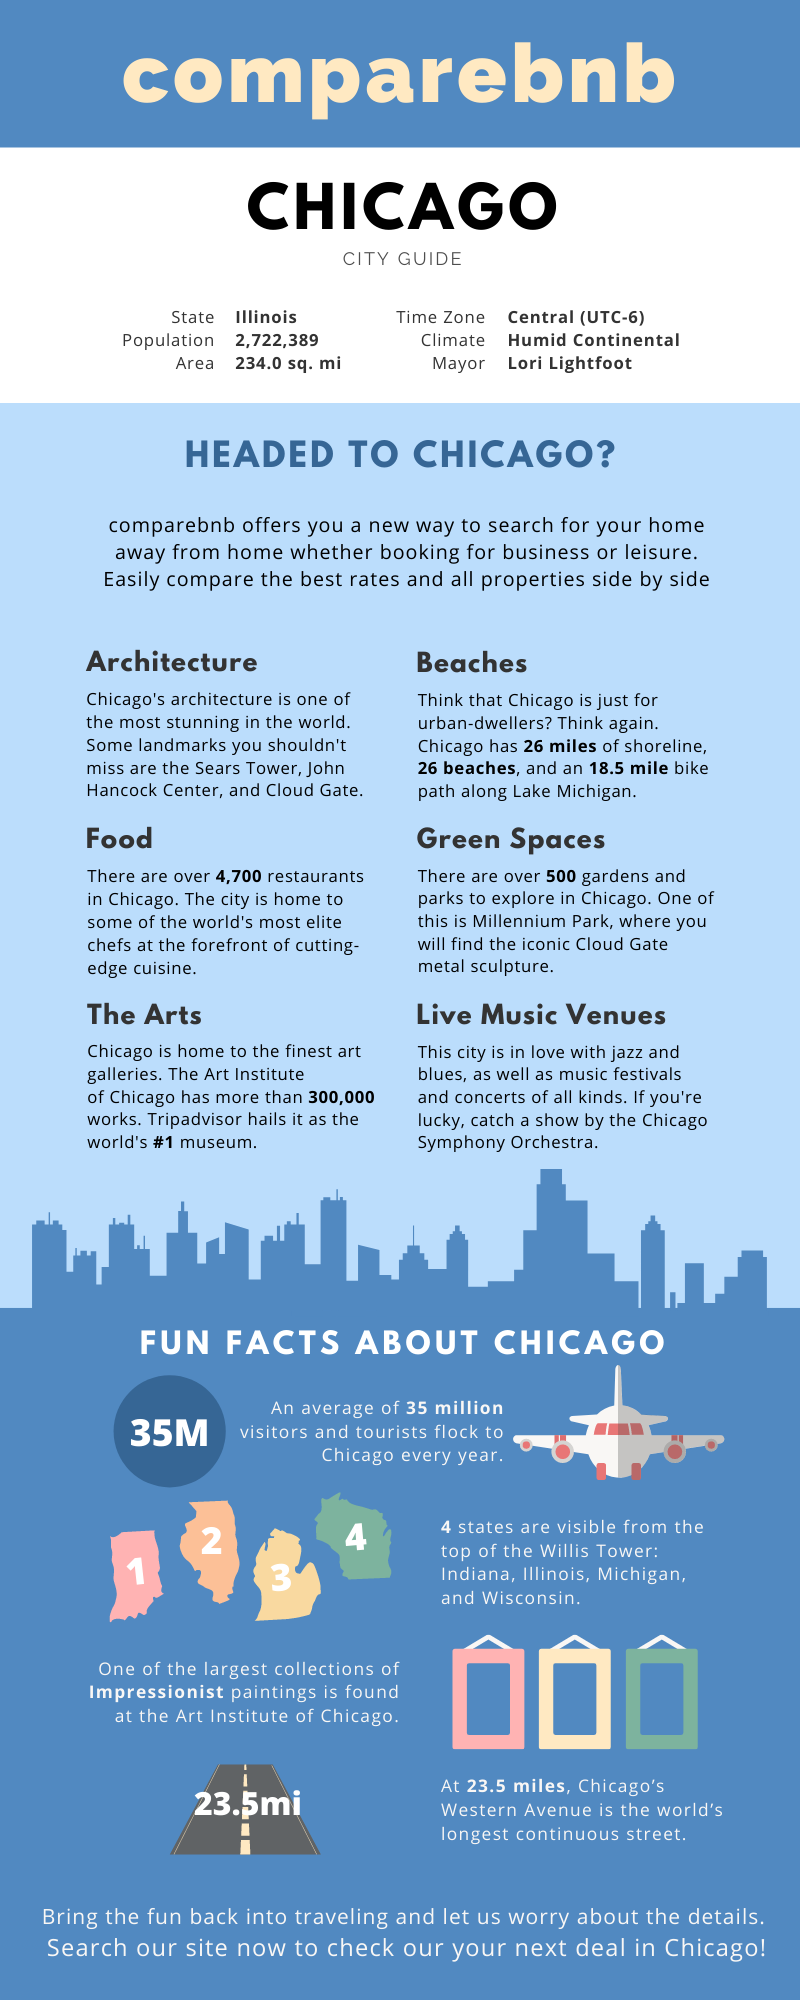 comparebnb
CHICAGO
CITY GUIDE
State Illinois
Population 2,722,389
Area 234.0 sq. mi
Time Zone Central (UTC-6)
Climate Humid Continental
Mayor Lori Lightfoot
HEADED TO CHICAGO?
comparebnb offers you a new way to search for your home
away from home whether booking for business or leisure.
Easily compare the best rates and all properties side by side
Architecture
Chicago's architecture is one of
the most stunning in the world.
Some landmarks you shouldn't
miss are the Sears Tower, John
Hancock Center, and Cloud Gate.
Beaches
Think that Chicago is just for
urban-dwellers? Think again.
Chicago has 26 miles of shoreline,
26 beaches, and an 18.5 mile bike
path along Lake Michigan.
Food
There are over 4,700 restaurants
in Chicago. The city is home to
some of the world's most elite
chefs at the forefront of cutting-
edge cuisine.
Green Spaces
There are over 500 gardens and
parks to explore in Chicago. One of
this is Millennium Park, where you
will find the iconic Cloud Gate
metal sculpture.
The Arts
Chicago is home to the finest art
galleries. The Art Institute
of Chicago has more than 300,000
works. Tripadvisor hails it as the
world's #1 museum.
Live Music Venues
This city is in love with jazz and
blues, as well as music festivals
and concerts of all kinds. If you're
lucky, catch a show by the Chicago
Symphony Orchestra.
FUN FACTS ABOUT CHICAGO
35M
An average of 35 million
visitors and tourists flock to
Chicago every year.
1
2
3
4
4 states are visible from the
top of the Willis Tower:
Indiana, Illinois, Michigan,
and Wisconsin.
One of the largest collections of
Impressionist paintings is found
at the Art Institute of Chicago.
23.5mi
At 23.5 miles, Chicago’s
Western Avenue is the world’s
longest continuous street.
Bring the fun back into traveling and let us worry about the details.
Search our site now to check our your next deal in Chicago!